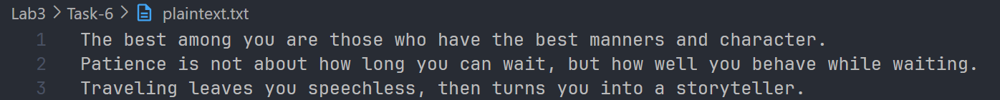 Lab3 > Task-6 > plaintext.txt
1 The best among you are those who have the best manners and character.
2 Patience is not about how long you can wait, but how well you behave while waiting.
3 Traveling leaves you speechless, then turns you into a storyteller.